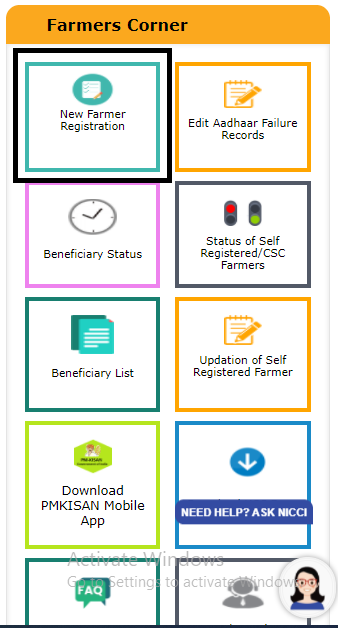 Farmers Corner
New Farmer
Registration
Edit Aadhaar Failure
Records
Beneficiary Status
Status of Self
Registered/CSC
Farmers
Beneficiary List
Updation of Self
Registered Farmer
PMKISAN
Download
PMKISAN Mobile
App
NEED HELP? ASK NICCI
Activate Windows
Go to Settings to activate Windows
FAQ